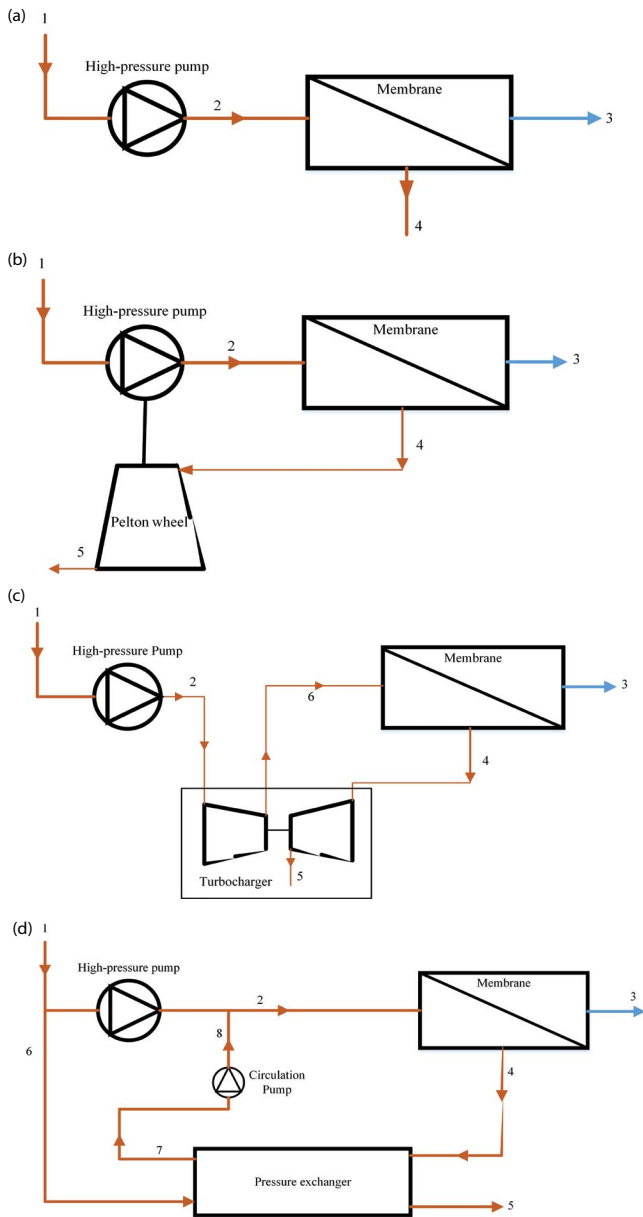 (a)
1
High-pressure pump
2
Membrane
3
4
(b)
1
High-pressure pump
2
Membrane
3
4
Pelton wheel
5
(c)
1
High-pressure Pump
2
Membrane
3
6
4
5
Turbocharger
(d)
1
High-pressure pump
2
Membrane
3
6
8
4
Circulation
Pump
7
Pressure exchanger
5